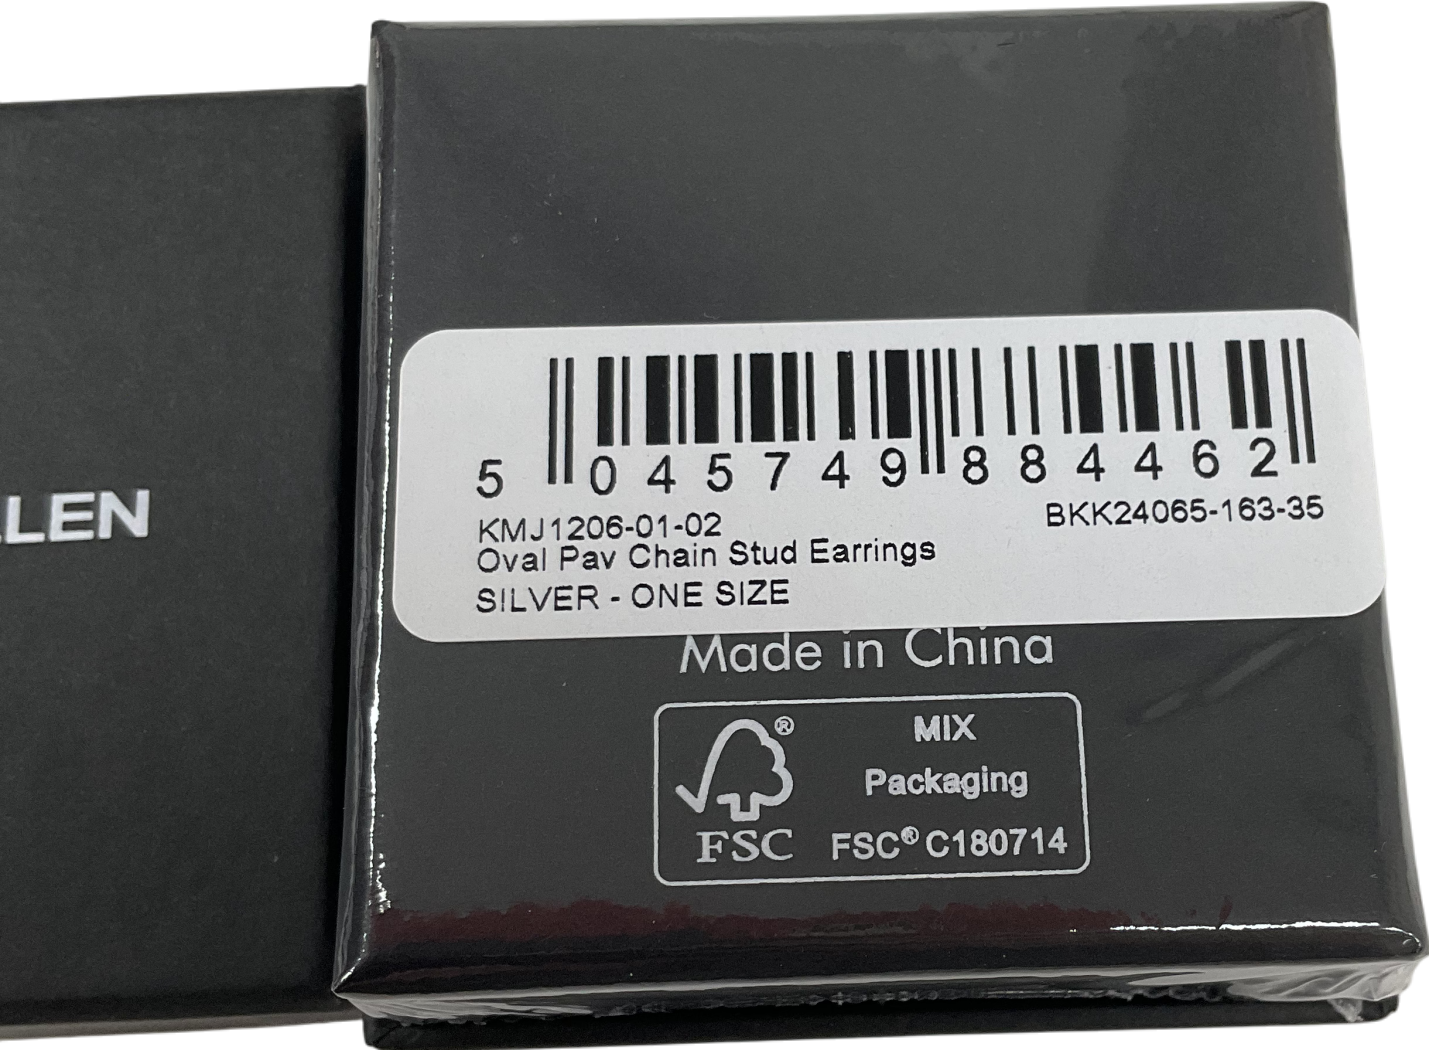 LEN
5 045749 884462
KMJ1206-01-02
BKK24065-163-35
Oval Pav Chain Stud Earrings
SILVER - ONE SIZE
Made in China
MIX
Packaging
FSC® C180714
®
FSC